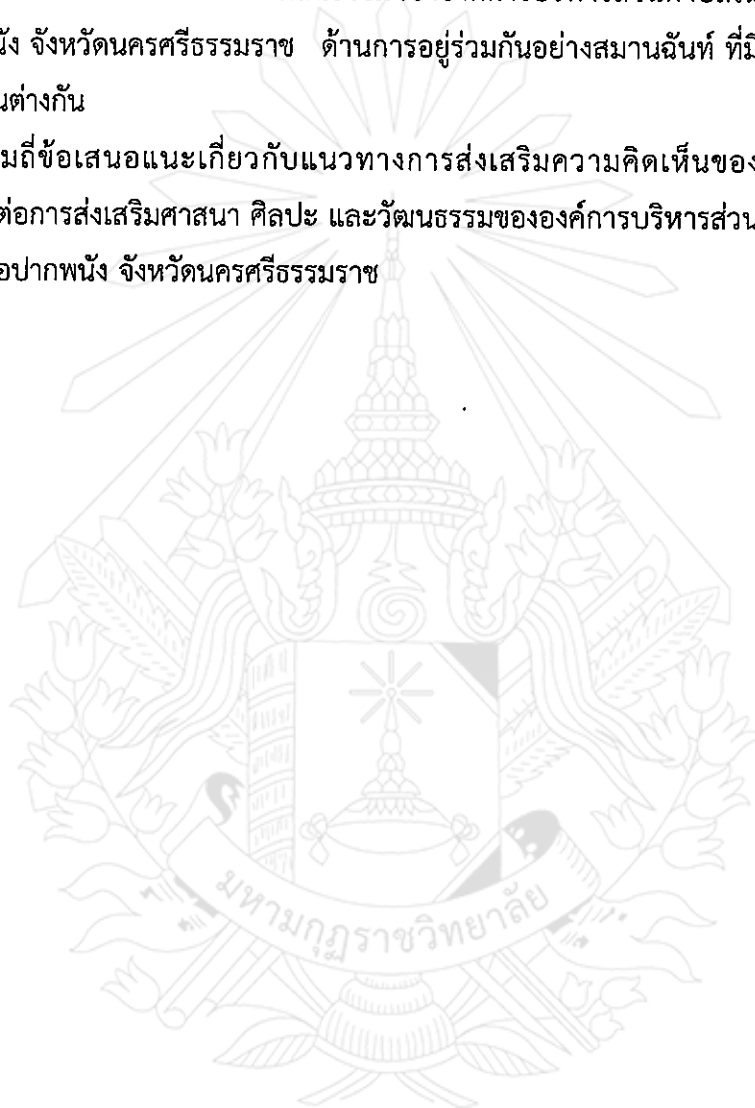 นัง จังหวัดนครศรีธรรมราช ด้านการอยู่ร่วมกันอย่างสมานฉันท์ ที่มี
นต่างกัน
มถี่ข้อเสนอแนะเกี่ยวกับแนวทางการส่งเสริมความคิดเห็นของ
ต่อการส่งเสริมศาสนา ศิลปะ และวัฒนธรรมขององค์การบริหารส่วน
อปากพนัง จังหวัดนครศรีธรรมราช
มหามกุฏราชวิทยาลัย